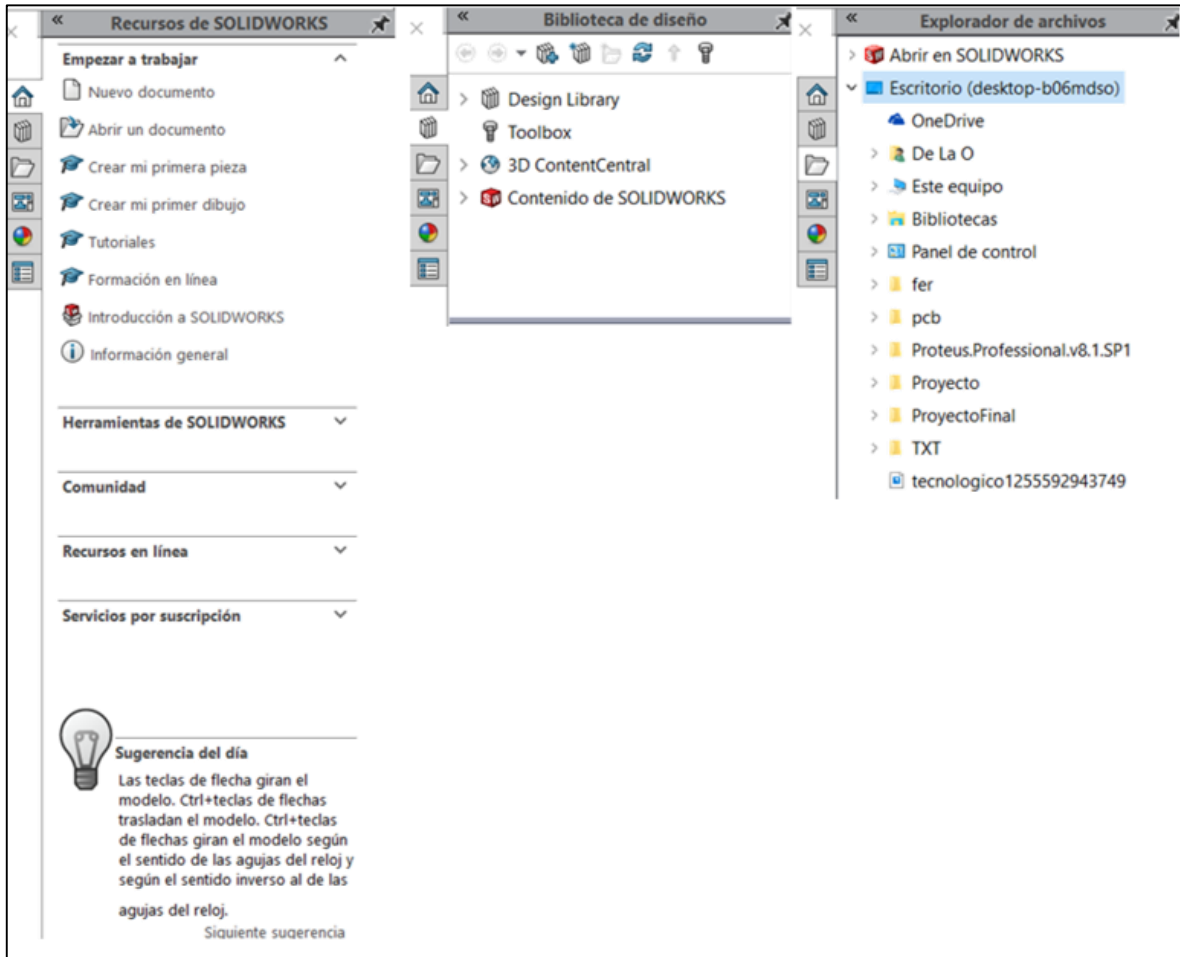 Recursos de SOLIDWORKS
Empezar a trabajar
Nuevo documento
Abrir un documento
Crear mi primera pieza
Crear mi primer dibujo
Tutoriales
Formación en línea
Introducción a SOLIDWORKS
Información general
Herramientas de SOLIDWORKS
Comunidad
Recursos en línea
Servicios por suscripción
Sugerencia del día
Las teclas de flecha giran el
modelo. Ctrl+teclas de flechas
trasladan el modelo. Ctrl+teclas
de flechas giran el modelo según
el sentido de las agujas del reloj y
según el sentido inverso al de las
agujas del reloj.
Siguiente sugerencia
Biblioteca de diseño
Design Library
Toolbox
3D ContentCentral
Contenido de SOLIDWORKS
Explorador de archivos
Abrir en SOLIDWORKS
Escritorio (desktop-b06mdso)
OneDrive
De La O
Este equipo
Bibliotecas
Panel de control
fer
pcb
Proteus.Professional.v8.1.SP1
Proyecto
ProyectoFinal
TXT
tecnologico1255592943749